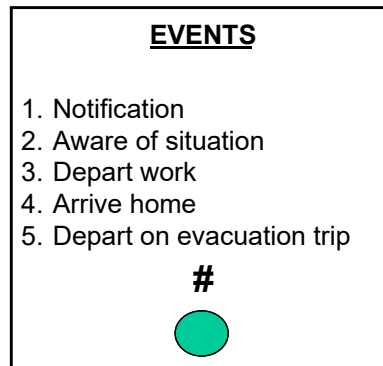 EVENTS
1. Notification
2. Aware of situation
3. Depart work
4. Arrive home
5. Depart on evacuation trip
#